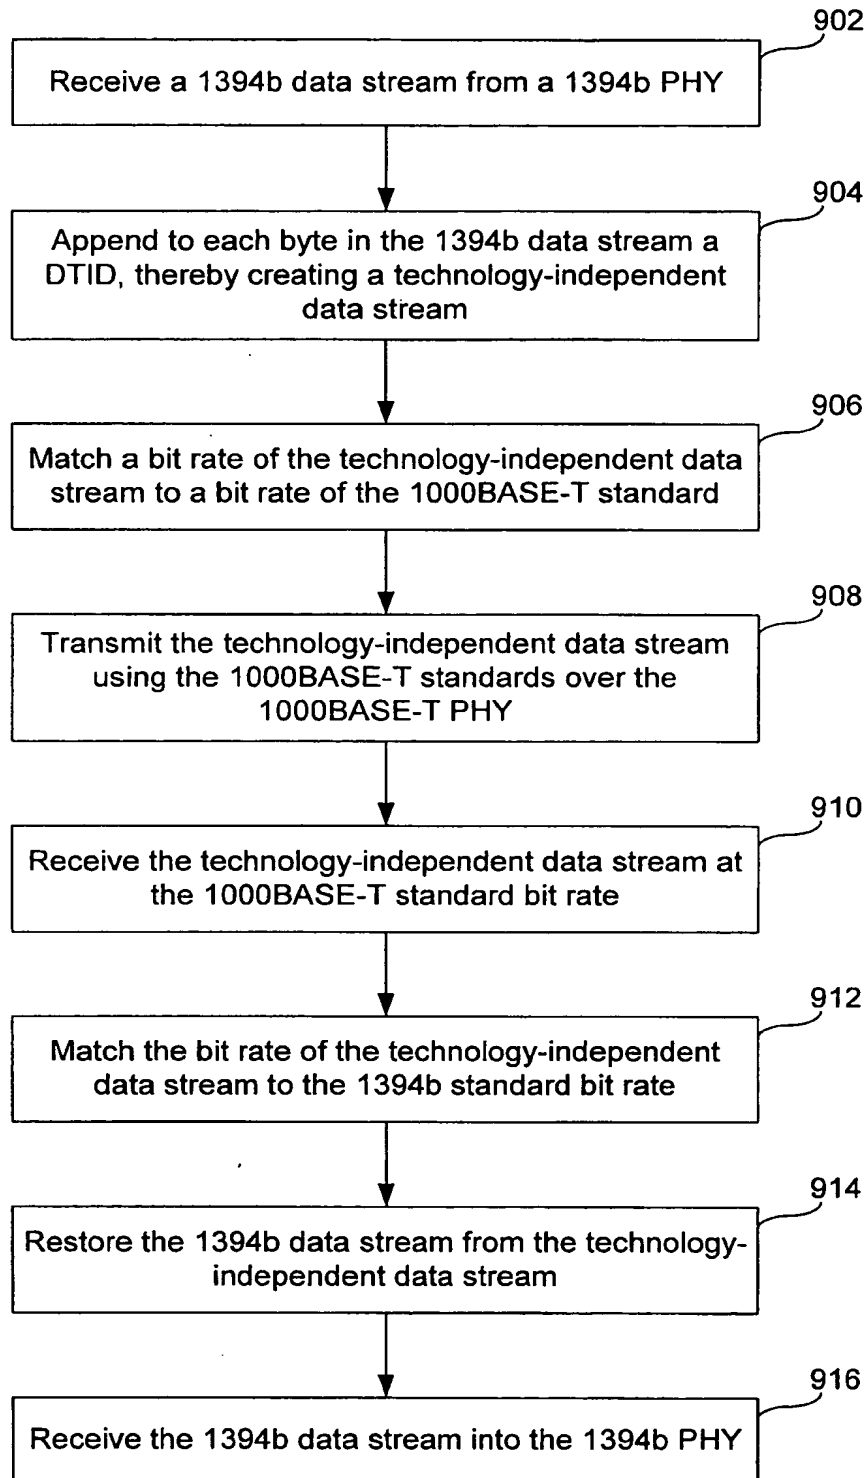 902
Receive a 1394b data stream from a 1394b PHY
904
Append to each byte in the 1394b data stream a
DTID, thereby creating a technology-independent
data stream
906
Match a bit rate of the technology-independent data
stream to a bit rate of the 1000BASE-T standard
908
Transmit the technology-independent data stream
using the 1000BASE-T standards over the
1000BASE-T PHY
910
Receive the technology-independent data stream at
the 1000BASE-T standard bit rate
912
Match the bit rate of the technology-independent
data stream to the 1394b standard bit rate
914
Restore the 1394b data stream from the technology-
independent data stream
916
Receive the 1394b data stream into the 1394b PHY